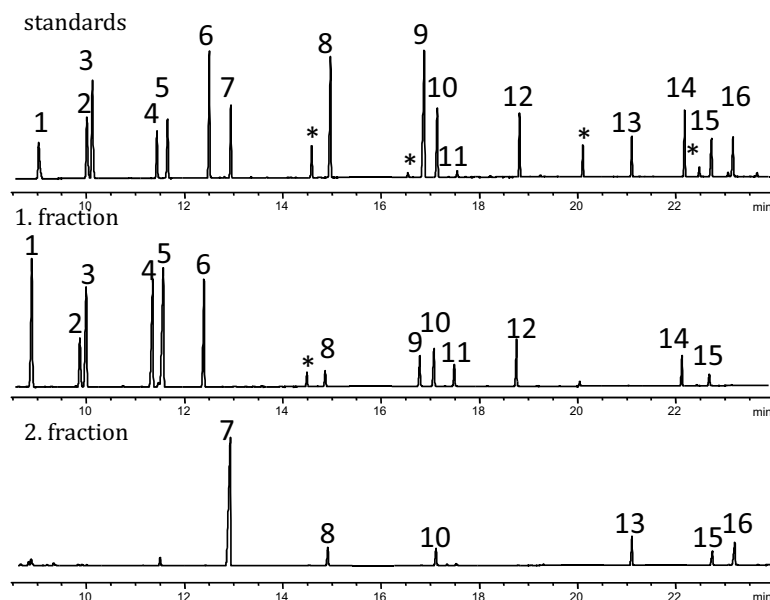 standards
1 2 3 4 5 6 7 * 8 * 9 10 11 12 * 13 14 * 15 16
10 12 14 16 18 20 22 min
1. fraction
1 2 3 4 5 6 * 8 9 10 11 12 14 15
10 12 14 16 18 20 22 min
2. fraction
7 8 10 13 15 16
10 12 14 16 18 20 22 min